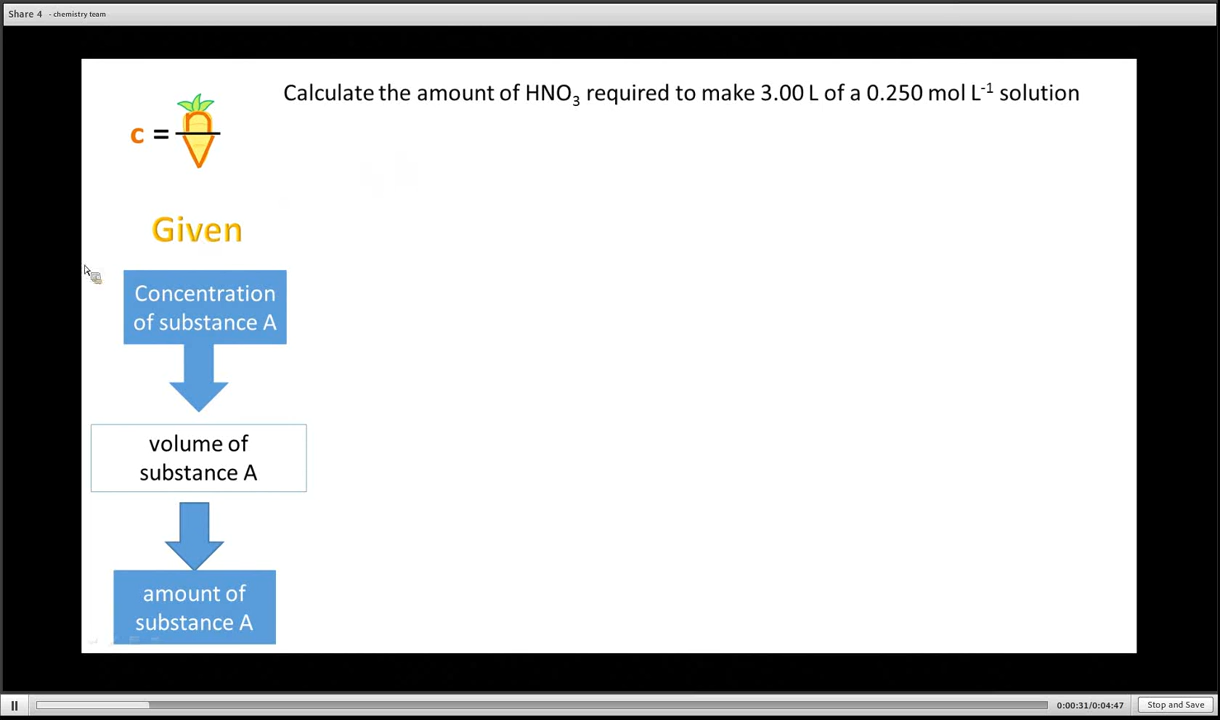 Share 4 - chemistry team
Calculate the amount of HNO₃ required to make 3.00 L of a 0.250 mol L⁻¹ solution
c = n
V
Given
Concentration
of substance A
volume of
substance A
amount of
substance A
0:00:31/0:04:47
Stop and Save